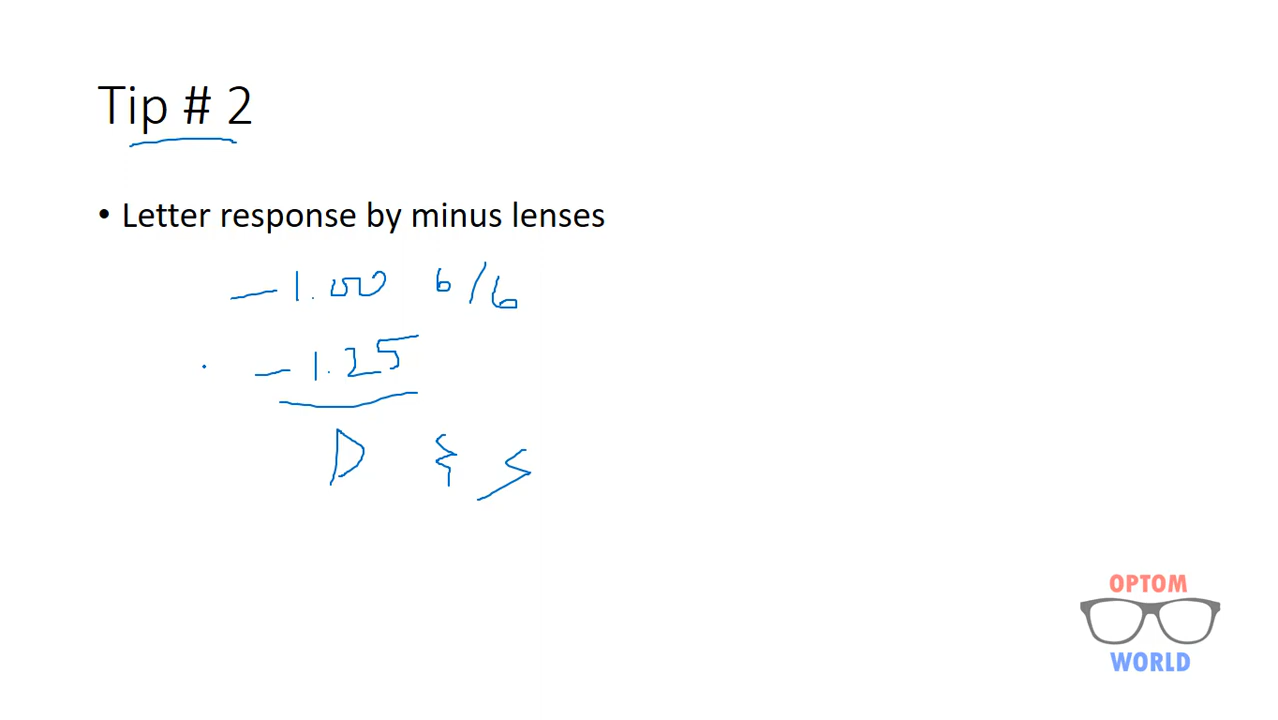 Tip # 2
• Letter response by minus lenses
-1.00 6/6
-1.25
D & S
OPTOM
WORLD